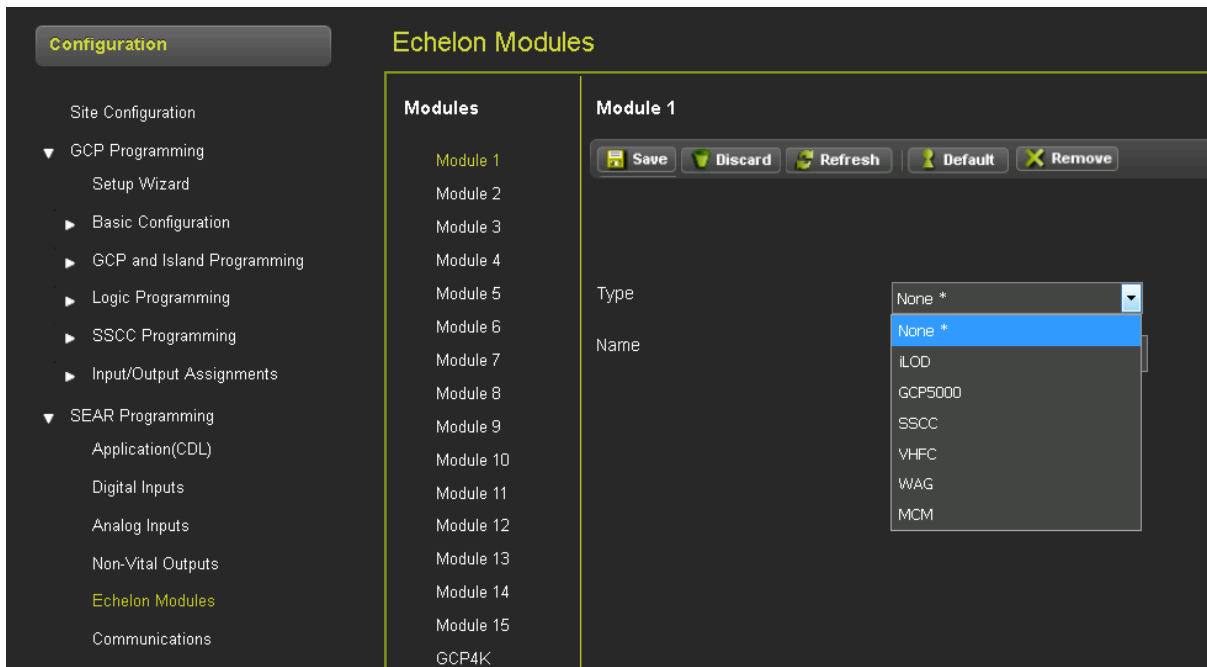 Configuration
Site Configuration
GCP Programming
Setup Wizard
Basic Configuration
GCP and Island Programming
Logic Programming
SSCC Programming
Input/Output Assignments
SEAR Programming
Application(CDL)
Digital Inputs
Analog Inputs
Non-Vital Outputs
Echelon Modules
Communications
Echelon Modules
Modules
Module 1
Module 2
Module 3
Module 4
Module 5
Module 6
Module 7
Module 8
Module 9
Module 10
Module 11
Module 12
Module 13
Module 14
Module 15
GCP4K
Module 1
Save Discard Refresh Default Remove
Type None *
Name
None *
iLOD
GCP5000
SSCC
VHFC
WAG
MCM